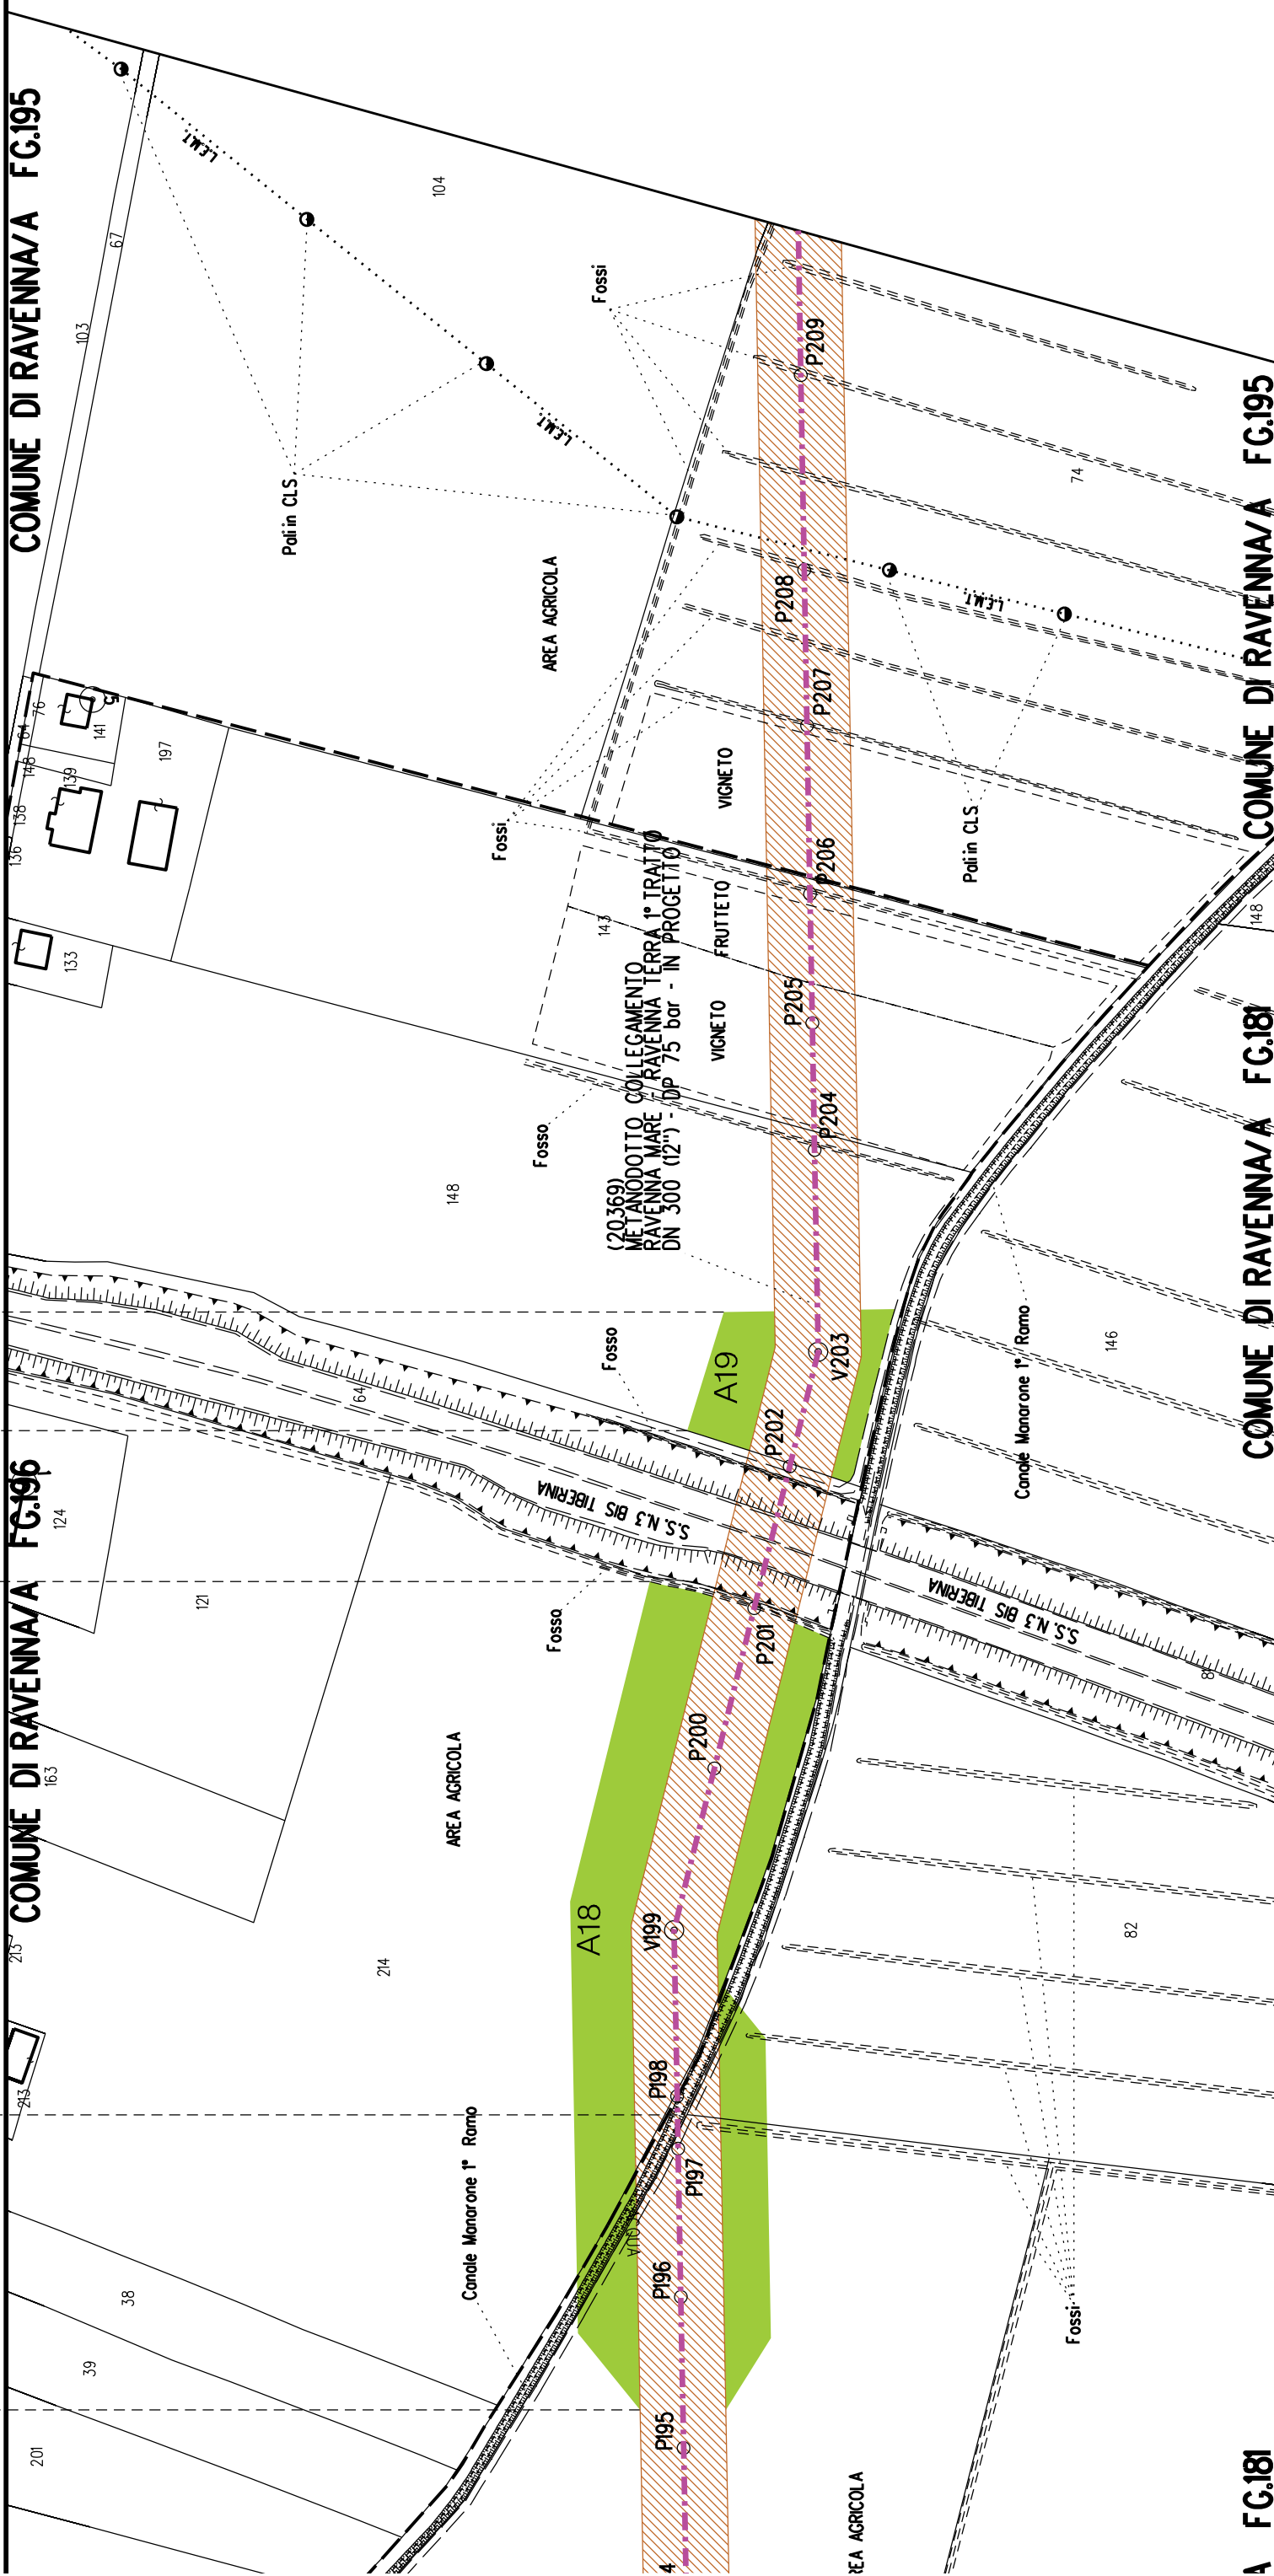 COMUNE DI RAVENNA/A FG.195
COMUNE DI RAVENNA/A FG.196
COMUNE DI RAVENNA/A FG.195
COMUNE DI RAVENNA/A FG.181
A FG.181
103
67
104
L.E.M.T.
L.E.M.T.
L.E.M.T.
Pali in CLS
Pali in CLS
Fossi
Fossi
Fossi
Fosso
Fosso
Fosso
AREA AGRICOLA
AREA AGRICOLA
REA AGRICOLA
VIGNETO
FRUTTETO
VIGNETO
74
143
5
76
64
141
148
139
138
136
197
133
148
148
146
(20369)
METANODOTTO COLLEGAMENTO
RAVENNA MARE - RAVENNA TERRA 1° TRATTO
DN 300 (12") - DP 75 bar - IN PROGETTO
P209
P208
P207
P206
P205
P204
V203
P202
P201
P200
V199
P198
P197
P196
P195
4
A19
A18
S.S. N.3 BIS TIBERINA
S.S. N.3 BIS TIBERINA
Canale Manarone 1° Ramo
Canale Manarone 1° Ramo
64
124
121
163
213
213
214
38
39
201
82